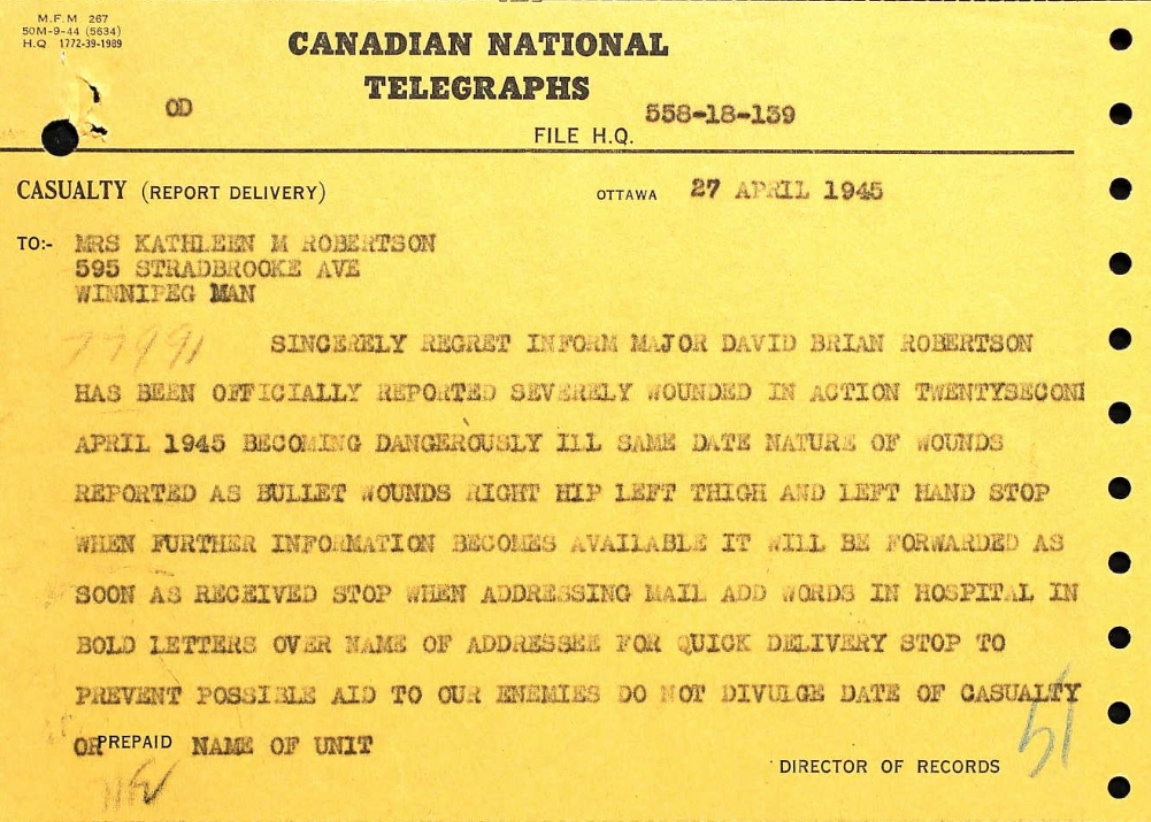 M.F.M 267
50M-9-44 (5634)
H.Q. 1772-39-1989
CANADIAN NATIONAL
TELEGRAPHS
OD
558-18-159
FILE H.Q.
CASUALTY (REPORT DELIVERY)
OTTAWA 27 APRIL 1945
TO:- MRS KATHLEEN M ROBERTSON
595 STRADBROOKE AVE
WINNIPEG MAN
77991 SINCERELY REGRET INFORM MAJOR DAVID BRIAN ROBERTSON
HAS BEEN OFFICIALLY REPORTED SEVERELY WOUNDED IN ACTION TWENTYSECOND
APRIL 1945 BECOMING DANGEROUSLY ILL SAME DATE NATURE OF WOUNDS
REPORTED AS BULLET WOUNDS RIGHT HIP LEFT THIGH AND LEFT HAND STOP
WHEN FURTHER INFORMATION BECOMES AVAILABLE IT WILL BE FORWARDED AS
SOON AS RECEIVED STOP WHEN ADDRESSING MAIL ADD WORDS IN HOSPITAL IN
BOLD LETTERS OVER NAME OF ADDRESSEE FOR QUICK DELIVERY STOP TO
PREVENT POSSIBLE AID TO OUR ENEMIES DO NOT DIVULGE DATE OF CASUALTY
OR PREPAID NAME OF UNIT
51
DIRECTOR OF RECORDS